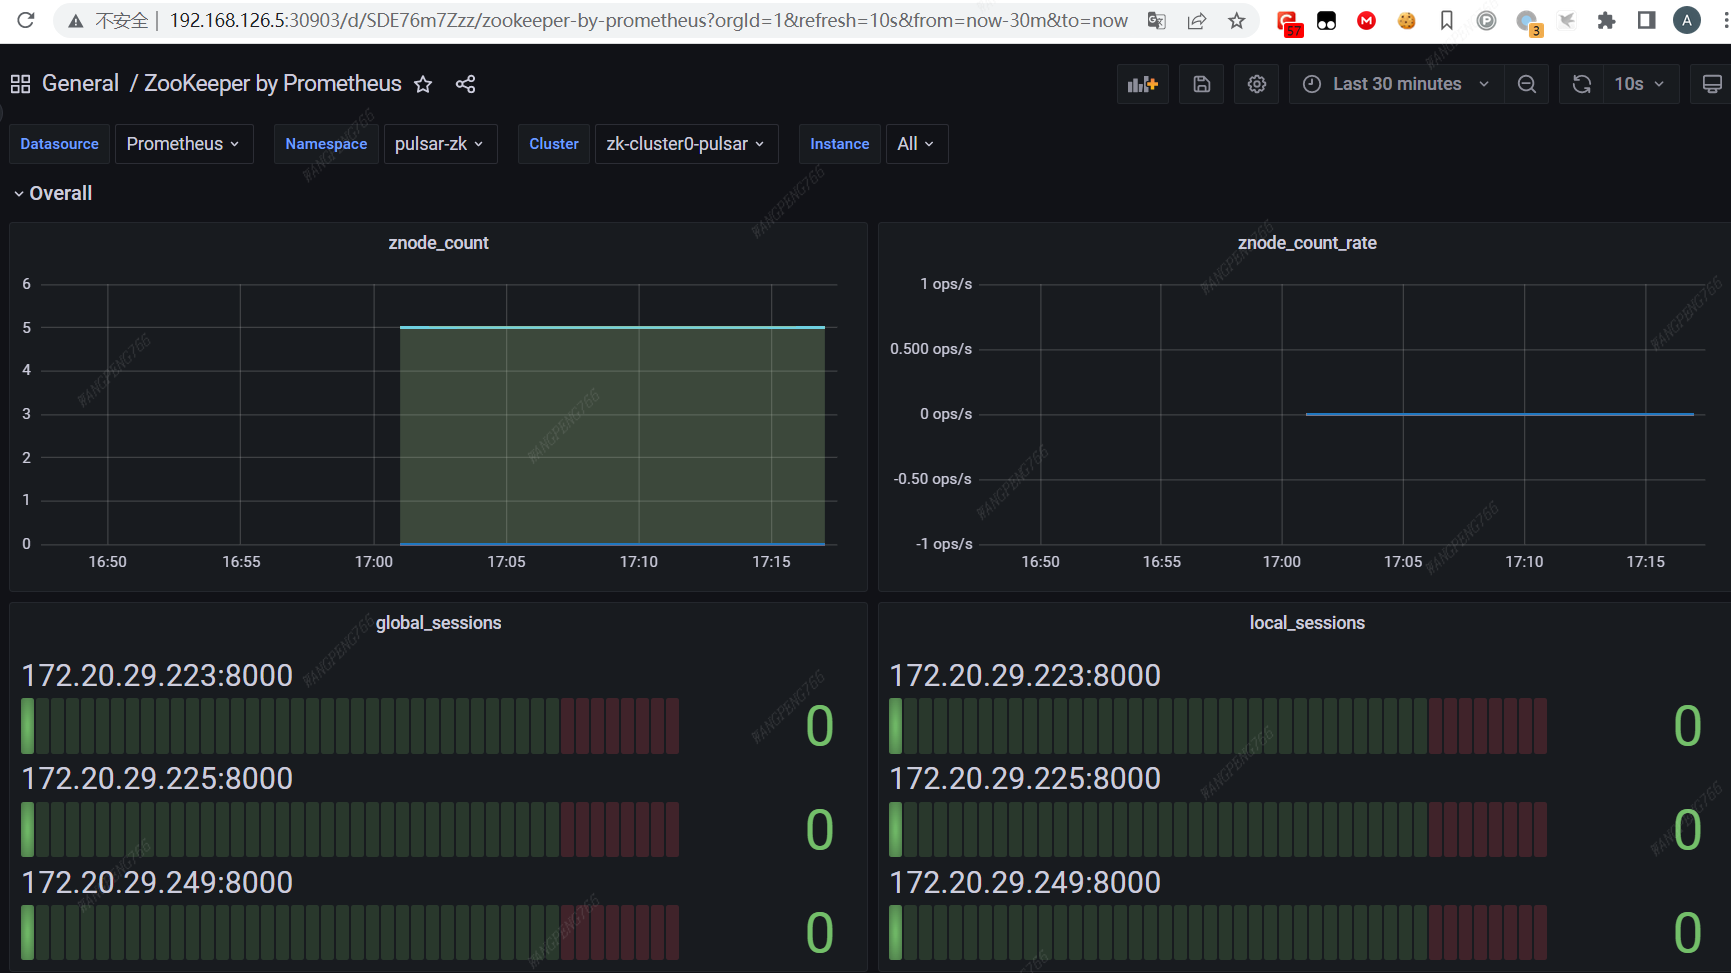 不安全 | 192.168.126.5:30903/d/SDE76m7Zzz/zookeeper-by-prometheus?orgId=1&refresh=10s&from=now-30m&to=now 57 M P 3 A
General / ZooKeeper by Prometheus Last 30 minutes 10s
Datasource Prometheus Namespace pulsar-zk Cluster zk-cluster0-pulsar Instance All
Overall
znode_count
6
5
4
3
2
1
0
16:50 16:55 17:00 17:05 17:10 17:15
znode_count_rate
1 ops/s
0.500 ops/s
0 ops/s
-0.50 ops/s
-1 ops/s
16:50 16:55 17:00 17:05 17:10 17:15
global_sessions
172.20.29.223:8000
0
172.20.29.225:8000
0
172.20.29.249:8000
0
local_sessions
172.20.29.223:8000
0
172.20.29.225:8000
0
172.20.29.249:8000
0
WANGPENG766